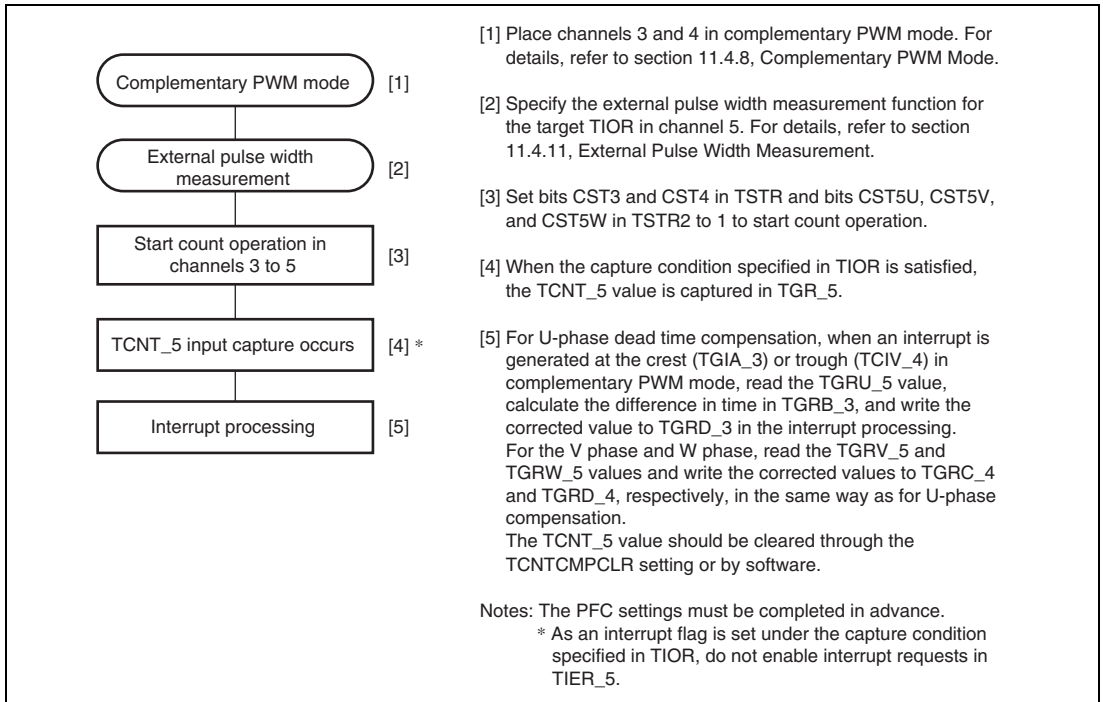 Complementary PWM mode [1]
External pulse width
measurement [2]
Start count operation in
channels 3 to 5 [3]
TCNT_5 input capture occurs [4] *
Interrupt processing [5]
[1] Place channels 3 and 4 in complementary PWM mode. For
details, refer to section 11.4.8, Complementary PWM Mode.
[2] Specify the external pulse width measurement function for
the target TIOR in channel 5. For details, refer to section
11.4.11, External Pulse Width Measurement.
[3] Set bits CST3 and CST4 in TSTR and bits CST5U, CST5V,
and CST5W in TSTR2 to 1 to start count operation.
[4] When the capture condition specified in TIOR is satisfied,
the TCNT_5 value is captured in TGR_5.
[5] For U-phase dead time compensation, when an interrupt is
generated at the crest (TGIA_3) or trough (TCIV_4) in
complementary PWM mode, read the TGRU_5 value,
calculate the difference in time in TGRB_3, and write the
corrected value to TGRD_3 in the interrupt processing.
For the V phase and W phase, read the TGRV_5 and
TGRW_5 values and write the corrected values to TGRC_4
and TGRD_4, respectively, in the same way as for U-phase
compensation.
The TCNT_5 value should be cleared through the
TCNTCMPCLR setting or by software.
Notes: The PFC settings must be completed in advance.
* As an interrupt flag is set under the capture condition
specified in TIOR, do not enable interrupt requests in
TIER_5.